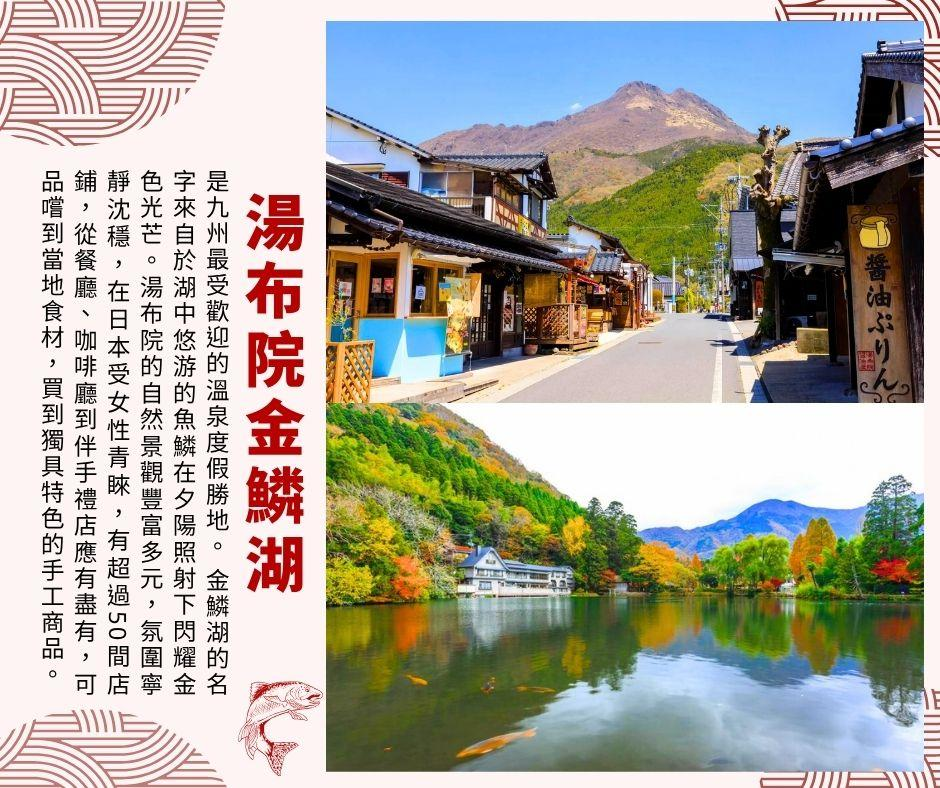 湯布院金鱗湖
是九州最受歡迎的溫泉度假勝地。金鱗湖的名
字來自於湖中悠游的魚鱗在夕陽照射下閃耀金
色光芒。湯布院的自然景觀豐富多元，氛圍寧
靜沈穩，在日本受女性青睞，有超過50間店
鋪，從餐廳、咖啡廳到伴手禮店應有盡有，可
品嚐到當地食材，買到獨具特色的手工商品。
醤油ぷりん